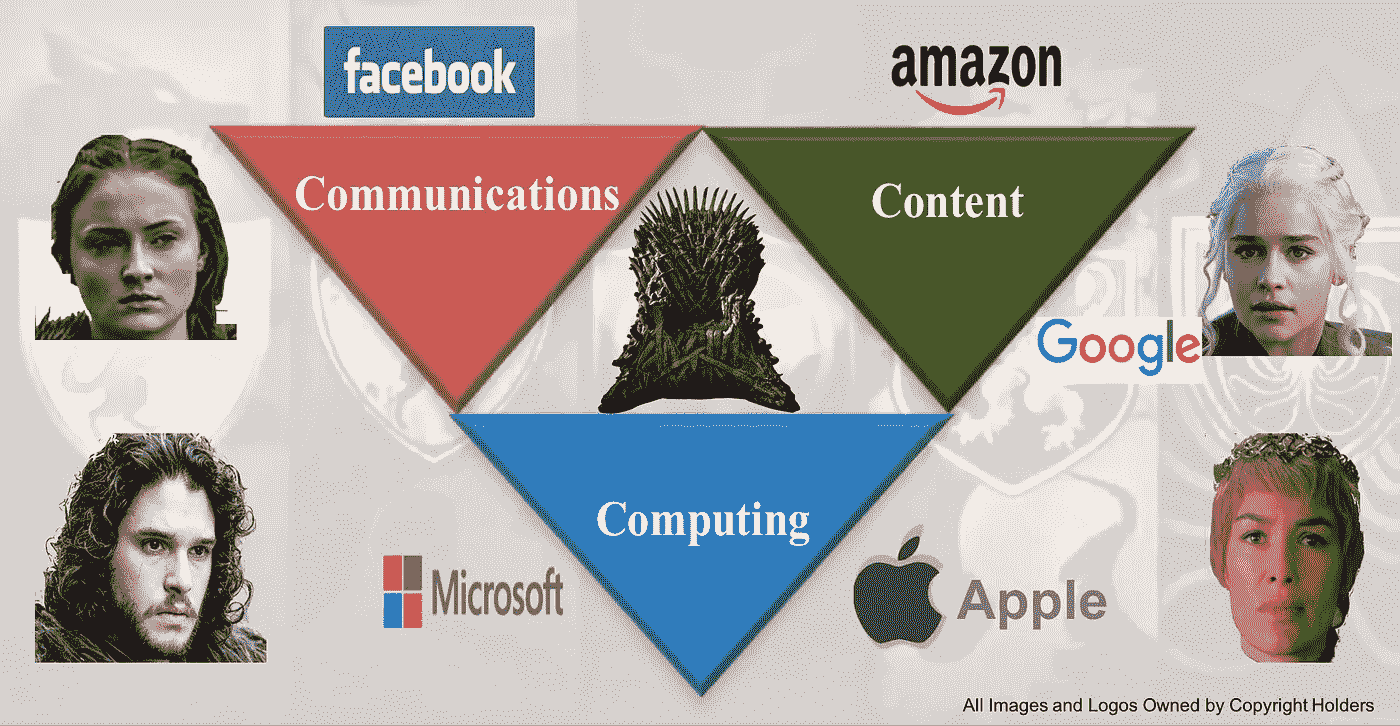 facebook
amazon
Communications
Content
Google
Computing
Microsoft
Apple
All Images and Logos Owned by Copyright Holders